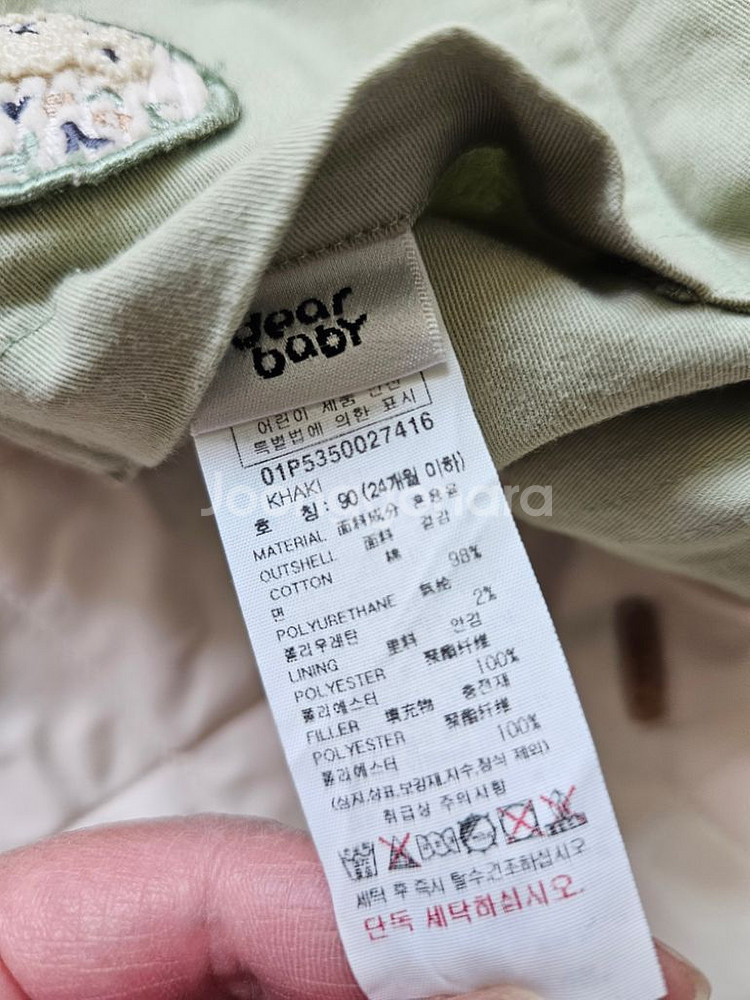 dear
baby
어린이 제품 안전
특별법에 의한 표시
01P5350027416
KHAKI
호 칭 : 90 (24개월 이하)
MATERIAL 面料成分 혼용율
OUTSHELL 面料 겉감
COTTON 棉 98%
면
POLYURETHANE 氨纶 2%
폴리우레탄
LINING 里料 안감
POLYESTER 聚酯纤维 100%
폴리에스터
FILLER 填充物 충전재
POLYESTER 聚酯纤维 100%
폴리에스터
(심지,상표,보강재,자수,장식 제외)
취급상 주의사항
세탁 후 즉시 탈수건조하십시오
단독 세탁하십시오.